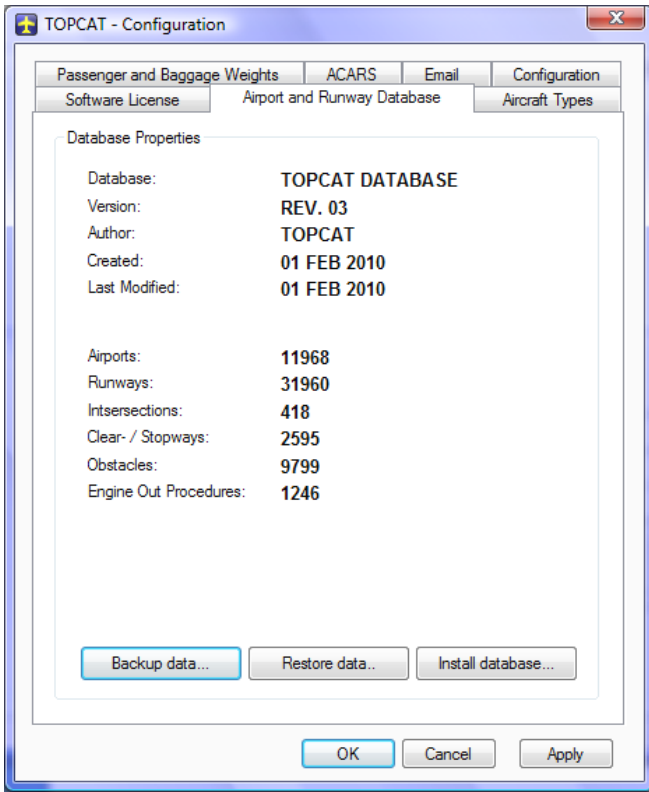 TOPCAT - Configuration
x
Passenger and Baggage Weights ACARS Email Configuration
Software License Airport and Runway Database Aircraft Types
Database Properties
Database: TOPCAT DATABASE
Version: REV. 03
Author: TOPCAT
Created: 01 FEB 2010
Last Modified: 01 FEB 2010
Airports: 11968
Runways: 31960
Intsersections: 418
Clear- / Stopways: 2595
Obstacles: 9799
Engine Out Procedures: 1246
Backup data... Restore data.. Install database...
OK Cancel Apply